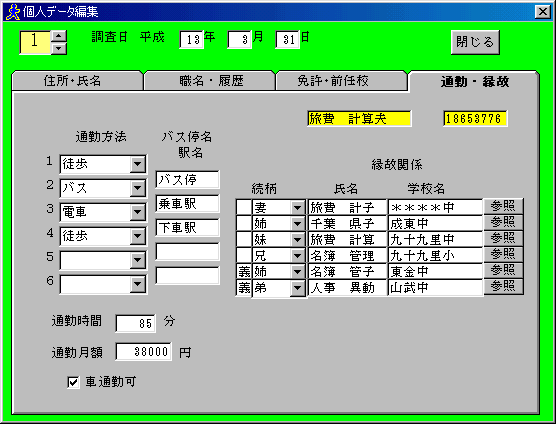 個人データ編集
1 調査日 平成 13年 3月 31日 閉じる
住所・氏名 職名・履歴 免許・前任校 通勤・縁故
旅費 計算夫 18653776
通勤方法 バス停名 駅名
1 徒歩
2 バス バス停
3 電車 乗車駅
4 徒歩 下車駅
5
6
縁故関係
続柄 氏名 学校名
妻 旅費 計子 ****中 参照
姉 千葉 県子 成東中 参照
妹 旅費 計算 九十九里中 参照
兄 名簿 管理 九十九里小 参照
義 姉 名簿 管子 東金中 参照
義 弟 人事 異動 山武中 参照
通勤時間 85 分
通勤月額 38000 円
車通勤可